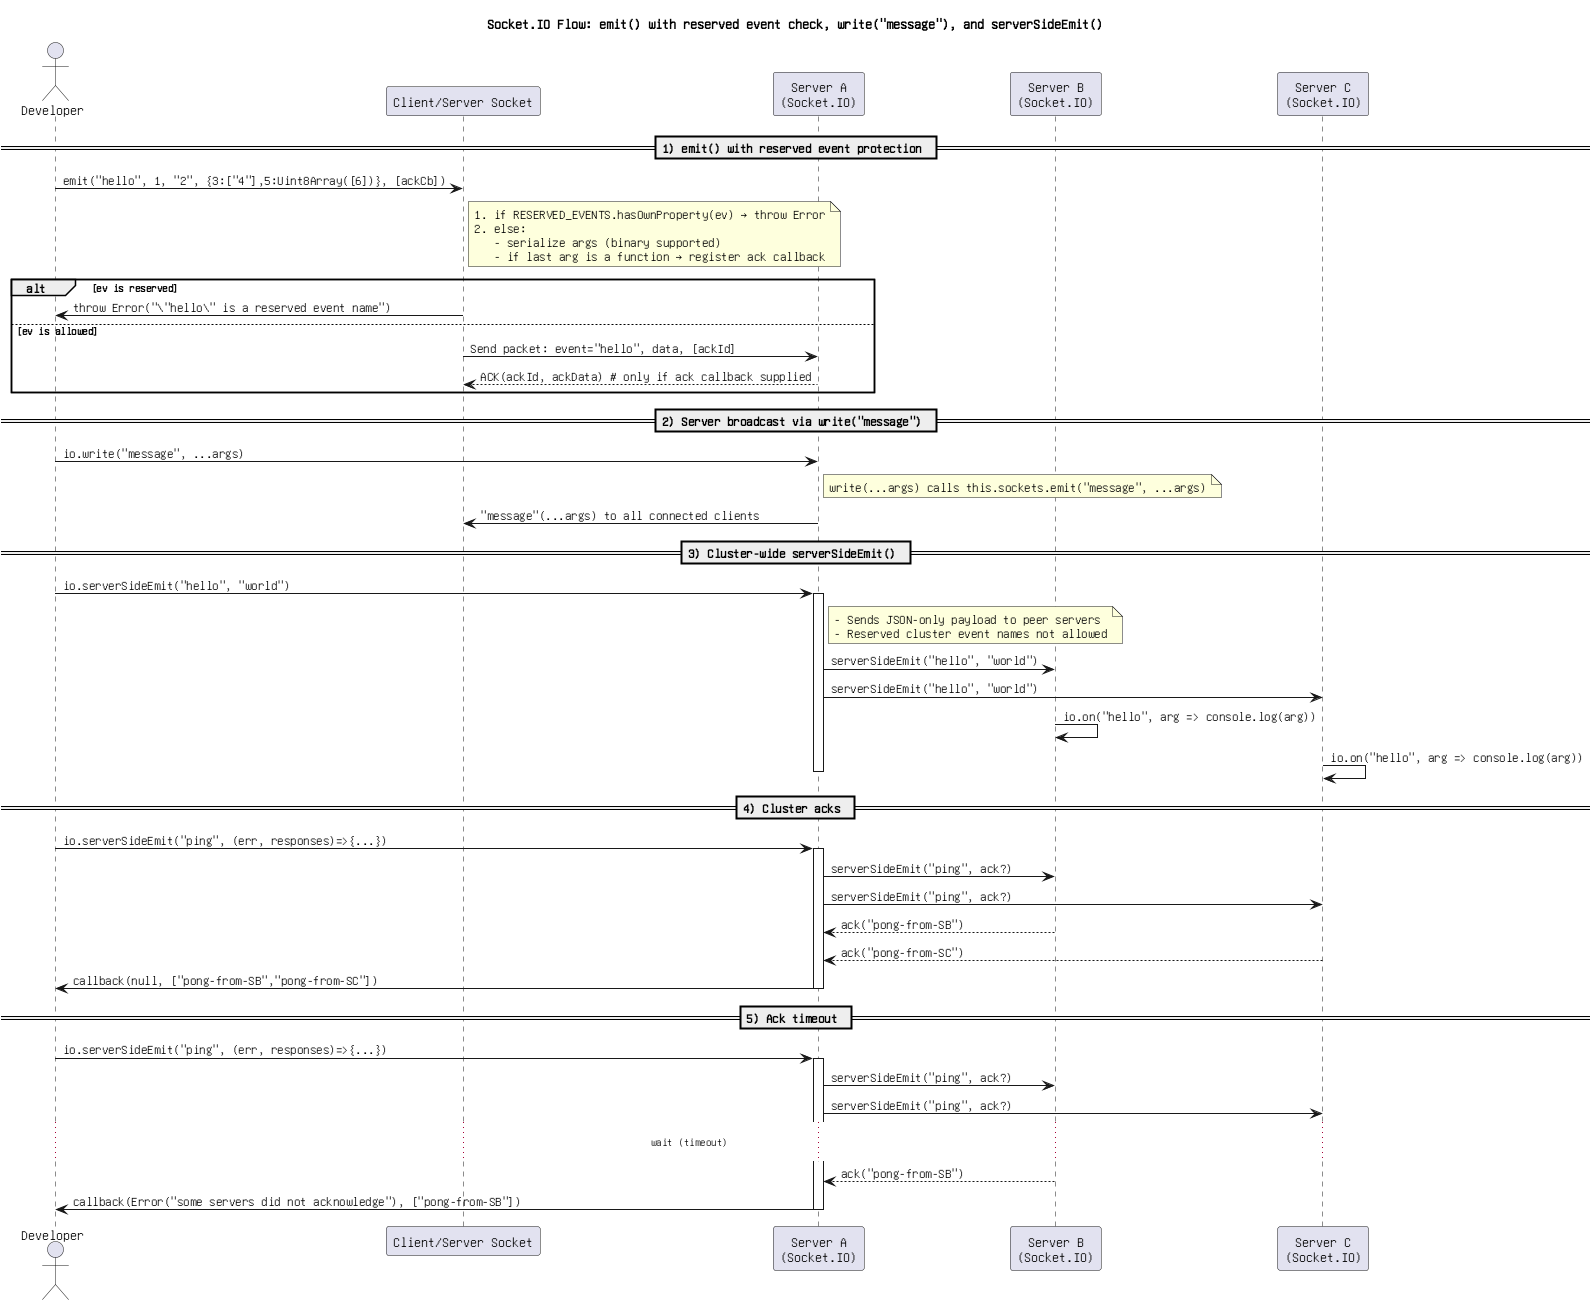 Socket.IO Flow: emit() with reserved event check, write("message"), and serverSideEmit()
Developer
Client/Server Socket
Server A
(Socket.IO)
Server B
(Socket.IO)
Server C
(Socket.IO)
1) emit() with reserved event protection
emit("hello", 1, "2", {3:["4"],5:Uint8Array([6])}, [ackCb])
1. if RESERVED_EVENTS.hasOwnProperty(ev) → throw Error
2. else:
- serialize args (binary supported)
- if last arg is a function → register ack callback
alt
[ev is reserved]
throw Error("\"hello\" is a reserved event name")
[ev is allowed]
Send packet: event="hello", data, [ackId]
ACK(ackId, ackData) # only if ack callback supplied
2) Server broadcast via write("message")
io.write("message", ...args)
write(...args) calls this.sockets.emit("message", ...args)
"message"(...args) to all connected clients
3) Cluster-wide serverSideEmit()
io.serverSideEmit("hello", "world")
- Sends JSON-only payload to peer servers
- Reserved cluster event names not allowed
serverSideEmit("hello", "world")
serverSideEmit("hello", "world")
io.on("hello", arg => console.log(arg))
io.on("hello", arg => console.log(arg))
4) Cluster acks
io.serverSideEmit("ping", (err, responses)=>{...})
serverSideEmit("ping", ack?)
serverSideEmit("ping", ack?)
ack("pong-from-SB")
ack("pong-from-SC")
callback(null, ["pong-from-SB","pong-from-SC"])
5) Ack timeout
io.serverSideEmit("ping", (err, responses)=>{...})
serverSideEmit("ping", ack?)
serverSideEmit("ping", ack?)
wait (timeout)
ack("pong-from-SB")
callback(Error("some servers did not acknowledge"), ["pong-from-SB"])
Developer
Client/Server Socket
Server A
(Socket.IO)
Server B
(Socket.IO)
Server C
(Socket.IO)